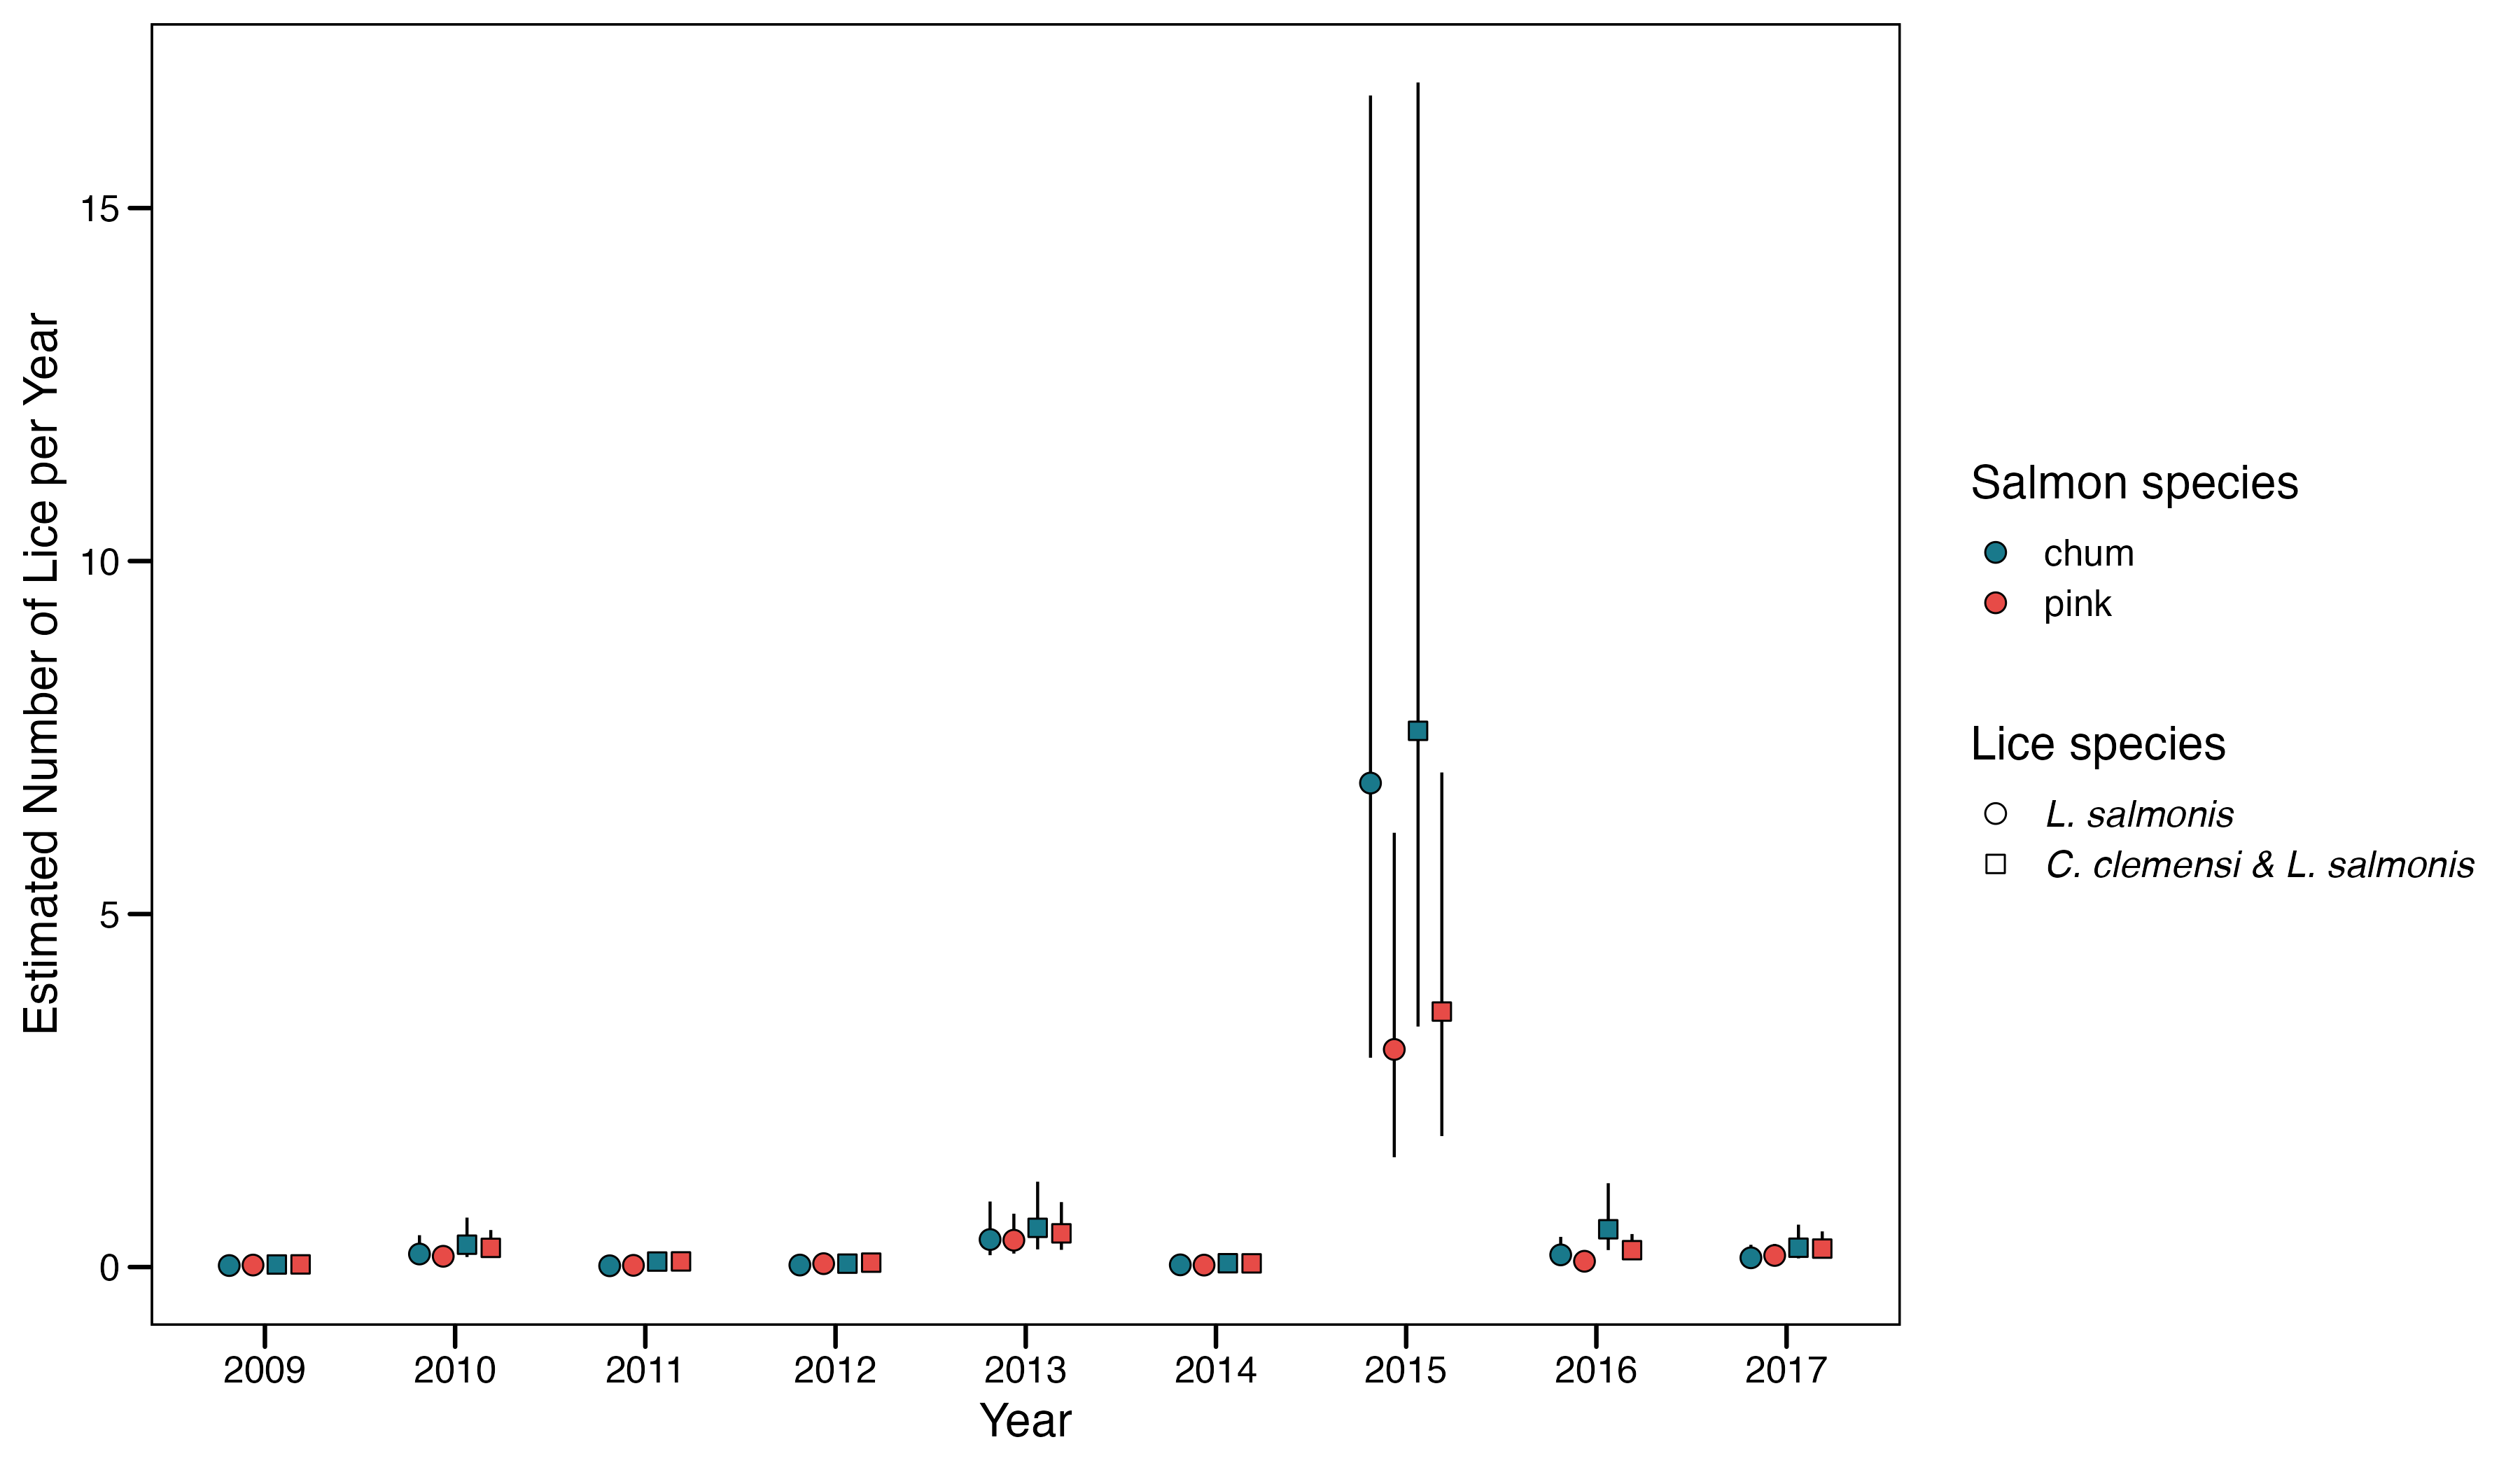 Estimated Number of Lice per Year
15
10
5
0
2009 2010 2011 2012 2013 2014 2015 2016 2017
Year
Salmon species
chum
pink
Lice species
L. salmonis
C. clemensi & L. salmonis